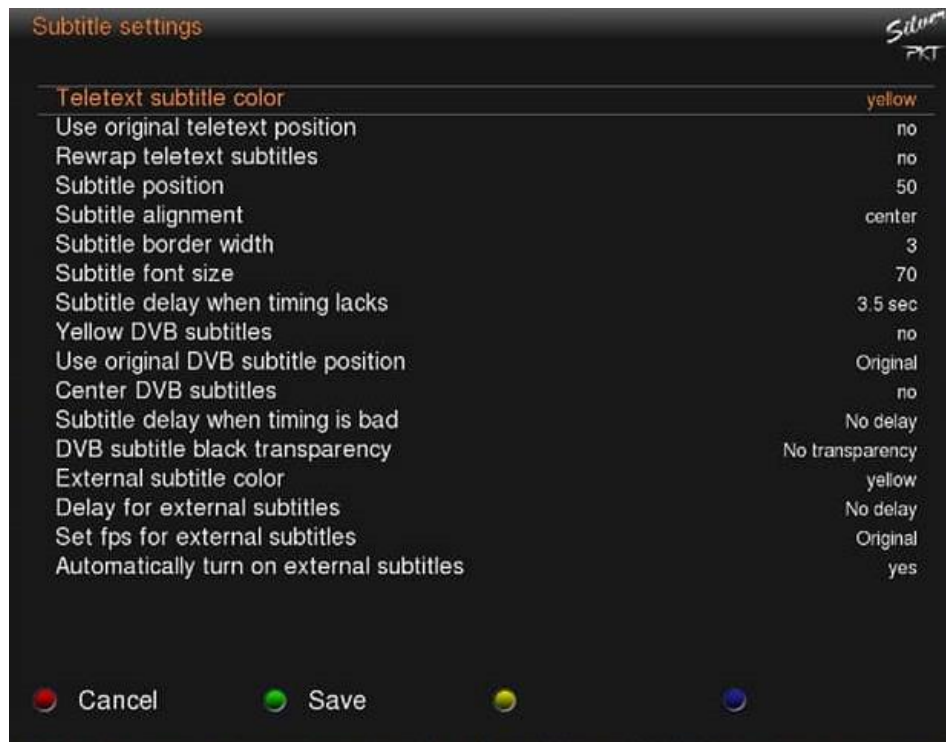 Subtitle settings
Silver
PKT
Teletext subtitle color yellow
Use original teletext position no
Rewrap teletext subtitles no
Subtitle position 50
Subtitle alignment center
Subtitle border width 3
Subtitle font size 70
Subtitle delay when timing lacks 3.5 sec
Yellow DVB subtitles no
Use original DVB subtitle position Original
Center DVB subtitles no
Subtitle delay when timing is bad No delay
DVB subtitle black transparency No transparency
External subtitle color yellow
Delay for external subtitles No delay
Set fps for external subtitles Original
Automatically turn on external subtitles yes
Cancel Save